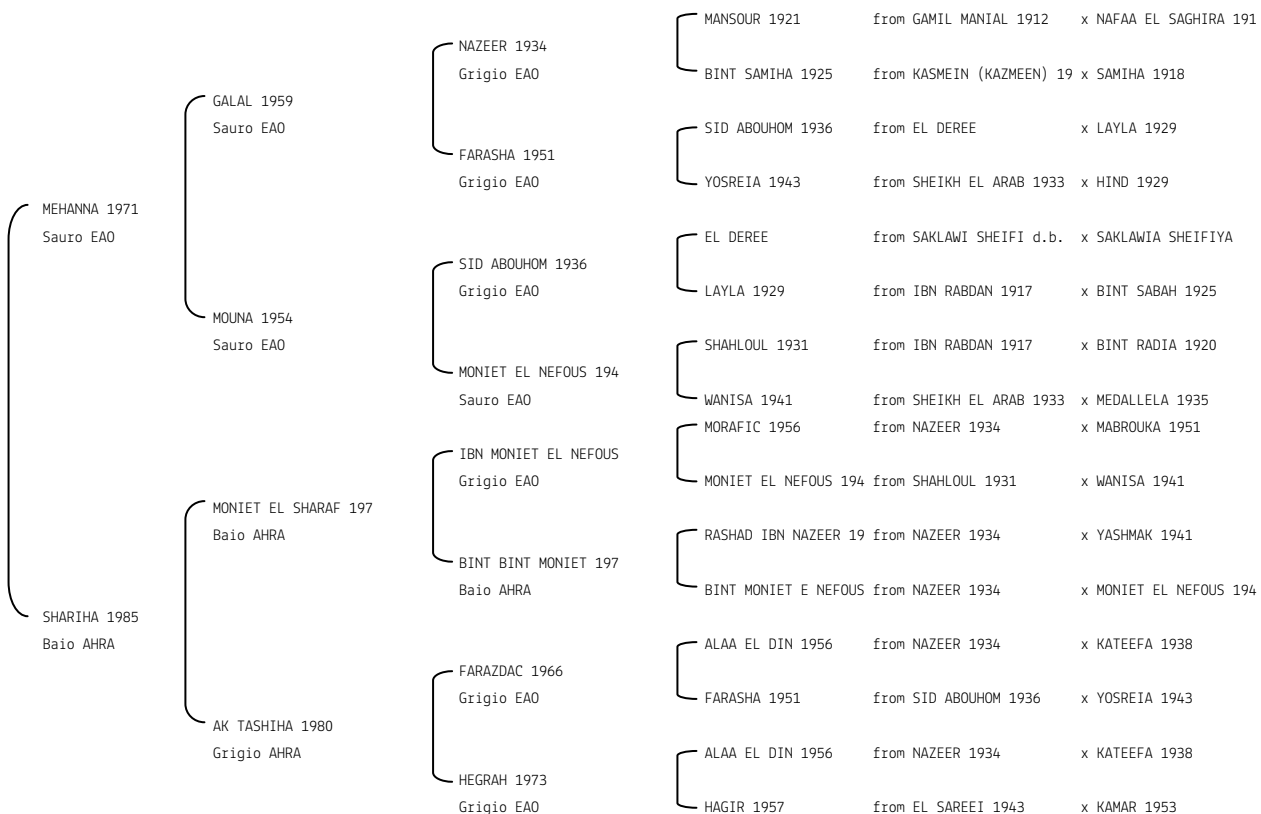 MANSOUR 1921 from GAMIL MANIAL 1912 x NAFAA EL SAGHIRA 191
NAZEER 1934
Grigio EAO BINT SAMIHA 1925 from KASMEIN (KAZMEEN) 19 x SAMIHA 1918
GALAL 1959
Sauro EAO SID ABOUHOM 1936 from EL DEREE x LAYLA 1929
FARASHA 1951
Grigio EAO YOSREIA 1943 from SHEIKH EL ARAB 1933 x HIND 1929
MEHANNA 1971
Sauro EAO EL DEREE from SAKLAWI SHEIFI d.b. x SAKLAWIA SHEIFIYA
SID ABOUHOM 1936
Grigio EAO LAYLA 1929 from IBN RABDAN 1917 x BINT SABAH 1925
MOUNA 1954
Sauro EAO SHAHLOUL 1931 from IBN RABDAN 1917 x BINT RADIA 1920
MONIET EL NEFOUS 194
Sauro EAO WANISA 1941 from SHEIKH EL ARAB 1933 x MEDALLELA 1935
MORAFIC 1956 from NAZEER 1934 x MABROUKA 1951
IBN MONIET EL NEFOUS
Grigio EAO MONIET EL NEFOUS 194 from SHAHLOUL 1931 x WANISA 1941
MONIET EL SHARAF 197
Baio AHRA RASHAD IBN NAZEER 19 from NAZEER 1934 x YASHMAK 1941
BINT BINT MONIET 197
Baio AHRA BINT MONIET E NEFOUS from NAZEER 1934 x MONIET EL NEFOUS 194
SHARIHA 1985
Baio AHRA ALAA EL DIN 1956 from NAZEER 1934 x KATEEFA 1938
FARAZDAC 1966
Grigio EAO FARASHA 1951 from SID ABOUHOM 1936 x YOSREIA 1943
AK TASHIHA 1980
Grigio AHRA ALAA EL DIN 1956 from NAZEER 1934 x KATEEFA 1938
HEGRAH 1973
Grigio EAO HAGIR 1957 from EL SAREEI 1943 x KAMAR 1953